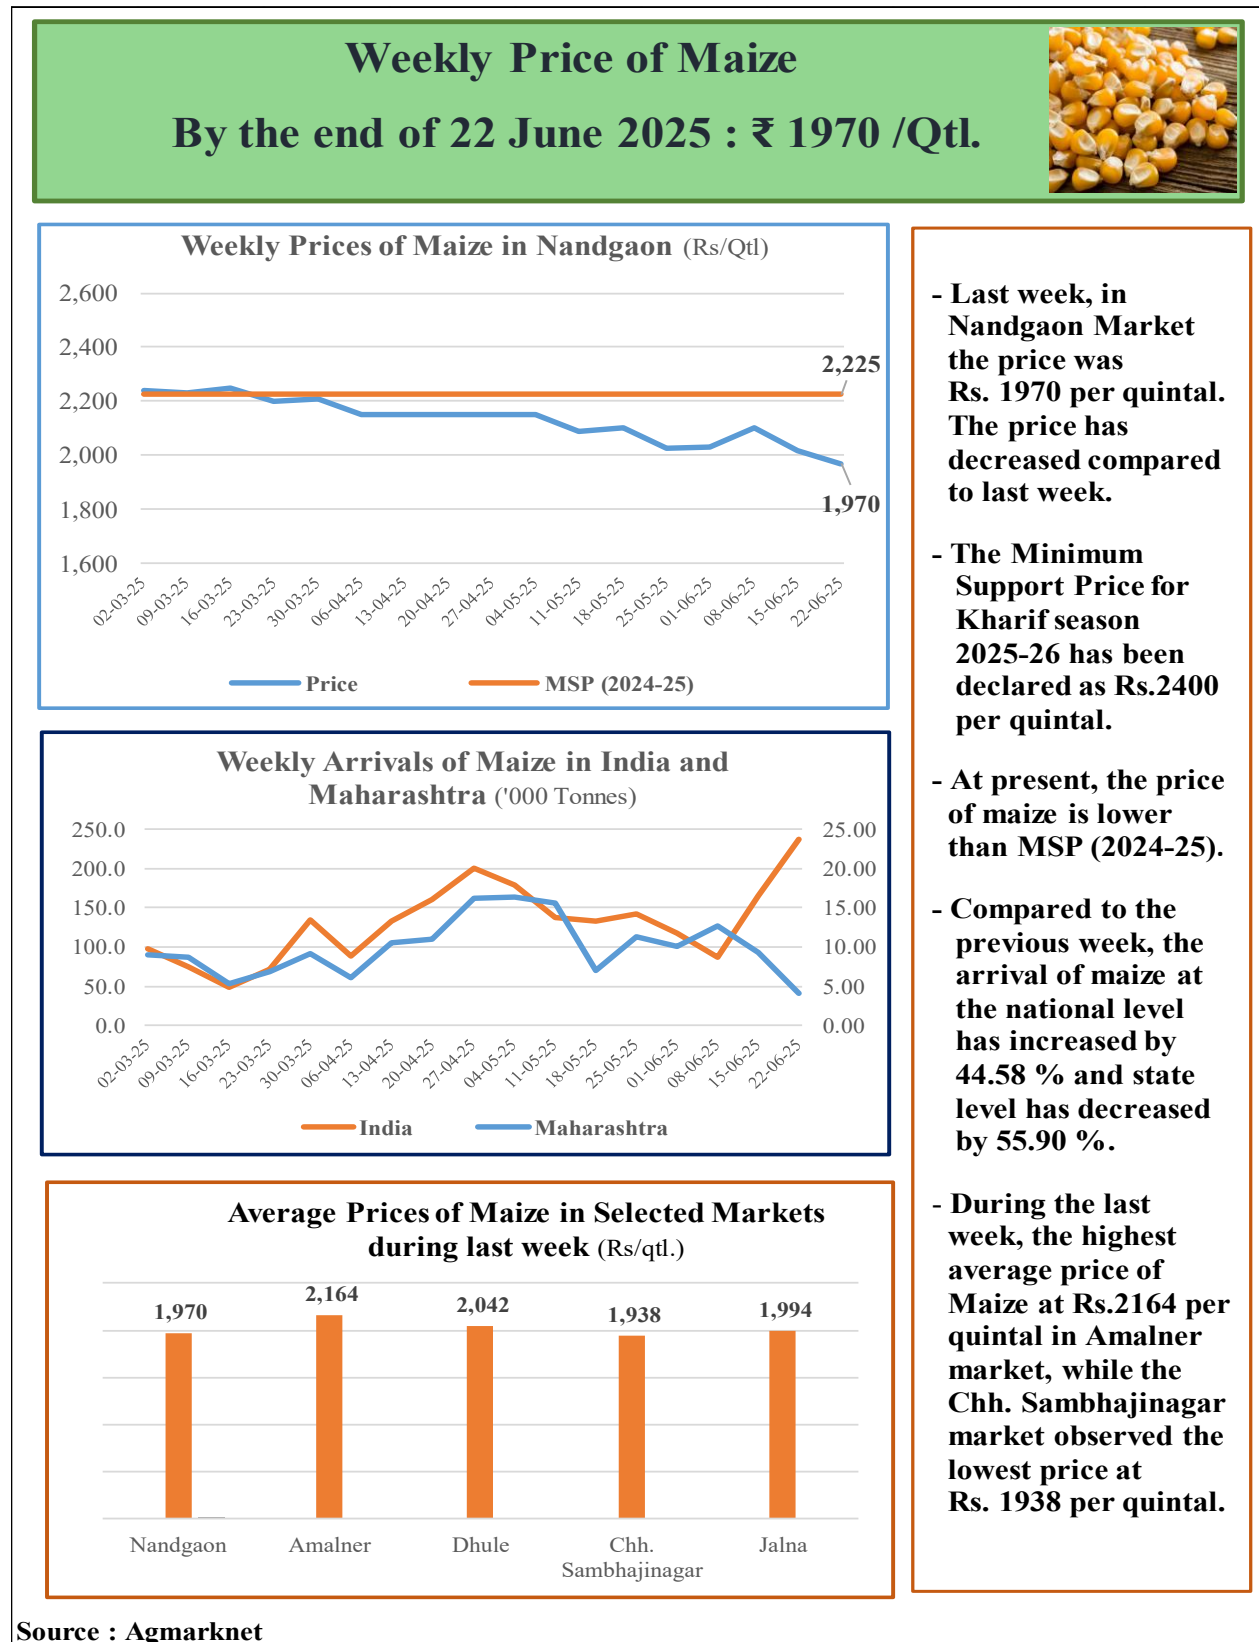 Weekly Price of Maize
By the end of 22 June 2025 : ₹ 1970 /Qtl.
Weekly Prices of Maize in Nandgaon (Rs/Qtl)
2,600
2,400
2,200
2,000
1,800
1,600
2,225
1,970
02-03-25
09-03-25
16-03-25
23-03-25
30-03-25
06-04-25
13-04-25
20-04-25
27-04-25
04-05-25
11-05-25
18-05-25
25-05-25
01-06-25
08-06-25
15-06-25
22-06-25
Price MSP (2024-25)
Weekly Arrivals of Maize in India and
Maharashtra ('000 Tonnes)
250.0 25.00
200.0 20.00
150.0 15.00
100.0 10.00
50.0 5.00
0.0 0.00
02-03-25
09-03-25
16-03-25
23-03-25
30-03-25
06-04-25
13-04-25
20-04-25
27-04-25
04-05-25
11-05-25
18-05-25
25-05-25
01-06-25
08-06-25
15-06-25
22-06-25
India Maharashtra
Average Prices of Maize in Selected Markets
during last week (Rs/qtl.)
1,970 2,164 2,042 1,938 1,994
Nandgaon Amalner Dhule Chh. Jalna
Sambhajinagar
- Last week, in
Nandgaon Market
the price was
Rs. 1970 per quintal.
The price has
decreased compared
to last week.
- The Minimum
Support Price for
Kharif season
2025-26 has been
declared as Rs.2400
per quintal.
- At present, the price
of maize is lower
than MSP (2024-25).
- Compared to the
previous week, the
arrival of maize at
the national level
has increased by
44.58 % and state
level has decreased
by 55.90 %.
- During the last
week, the highest
average price of
Maize at Rs.2164 per
quintal in Amalner
market, while the
Chh. Sambhajinagar
market observed the
lowest price at
Rs. 1938 per quintal.
Source : Agmarknet